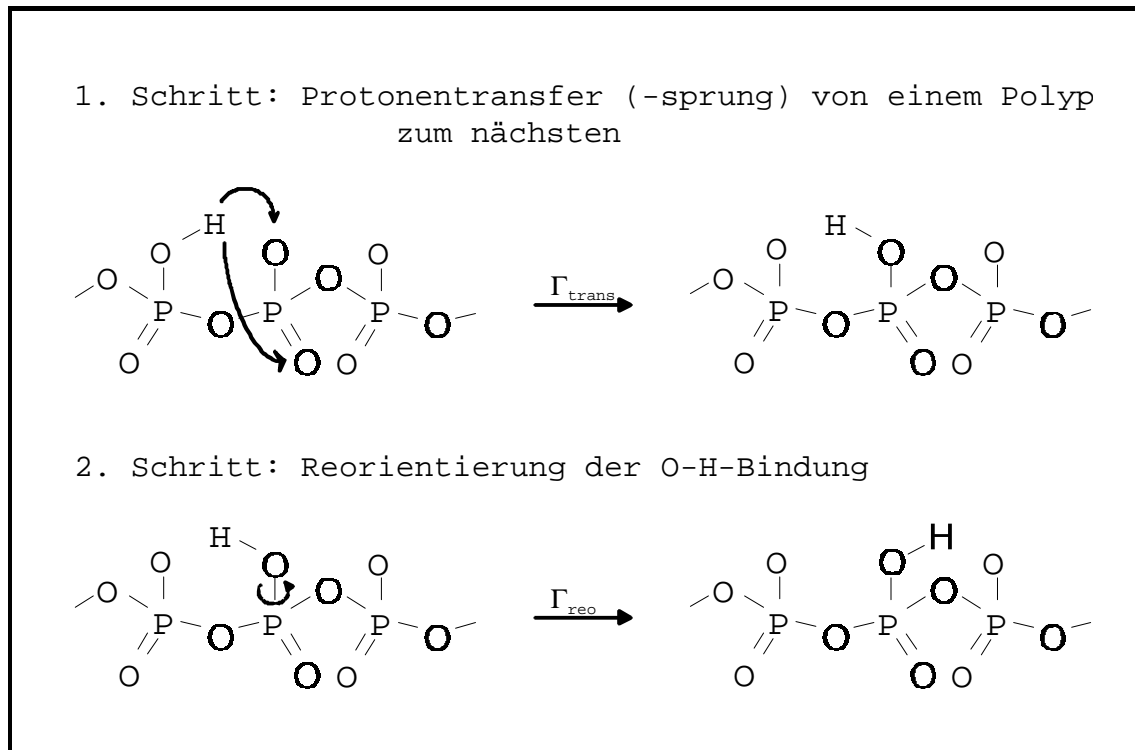 1. Schritt: Protonentransfer (-sprung) von einem Polyp
zum nächsten
H
O O O
O O
P P P
O O
O O O
Γtrans
H
O O O
O O
P P P
O O
O O O
2. Schritt: Reorientierung der O-H-Bindung
H
O O O
O O
P P P
O O
O O O
Γreo
H
O O O
O O
P P P
O O
O O O